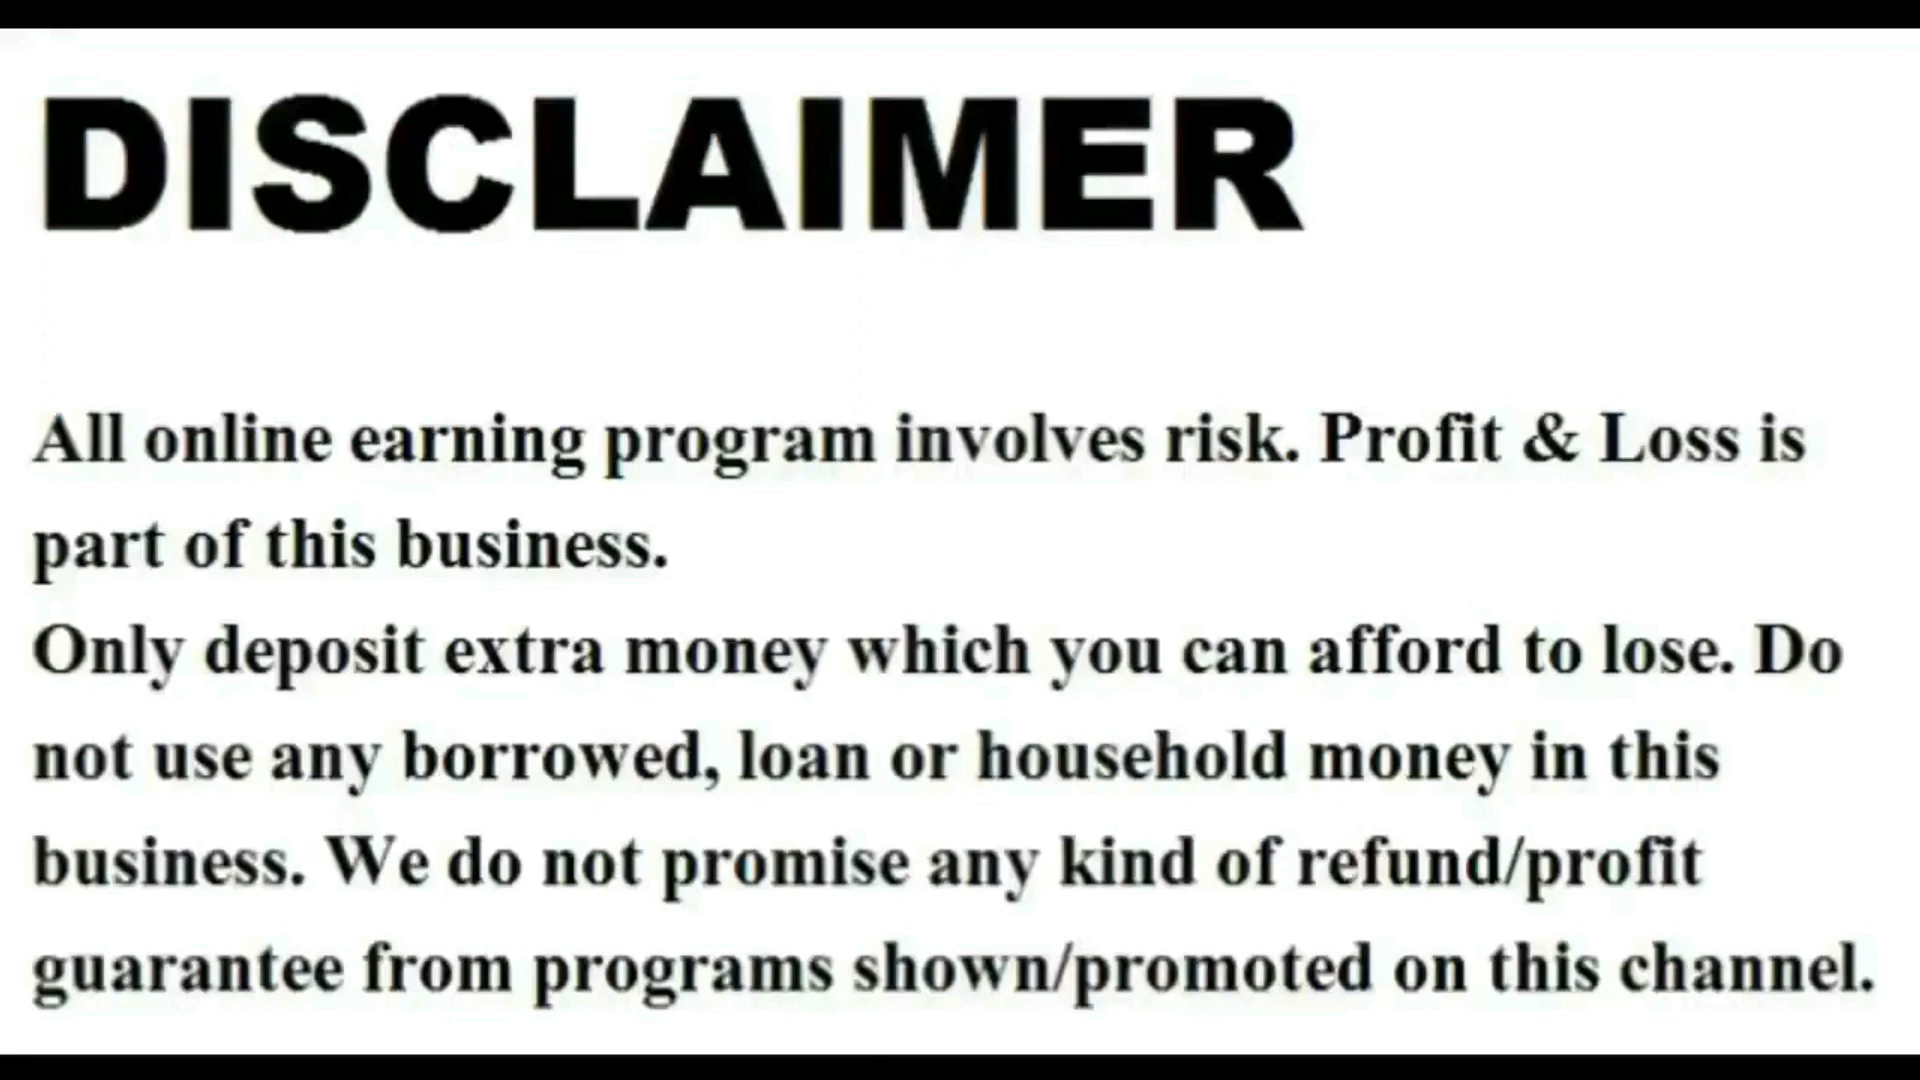 DISCLAIMER
All online earning program involves risk. Profit & Loss is
part of this business.
Only deposit extra money which you can afford to lose. Do
not use any borrowed, loan or household money in this
business. We do not promise any kind of refund/profit
guarantee from programs shown/promoted on this channel.